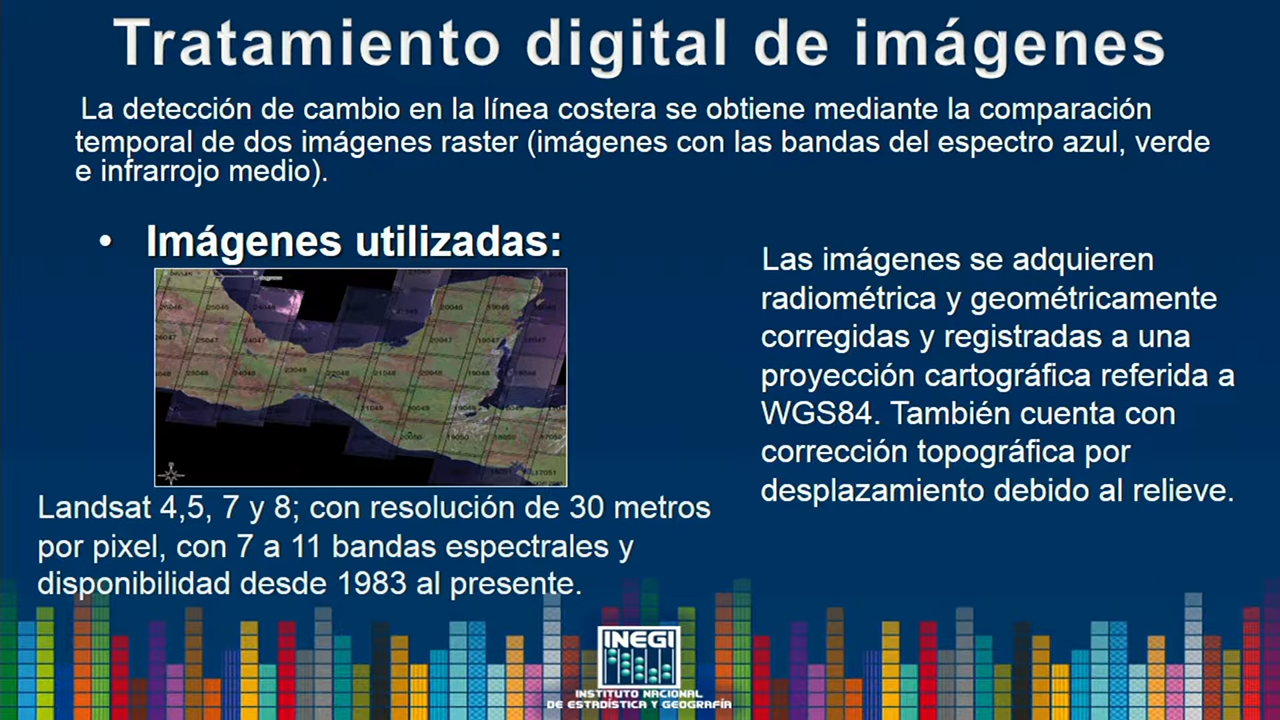 Tratamiento digital de imágenes
La detección de cambio en la línea costera se obtiene mediante la comparación
temporal de dos imágenes raster (imágenes con las bandas del espectro azul, verde
e infrarrojo medio).
• Imágenes utilizadas:
Landsat 4,5, 7 y 8; con resolución de 30 metros
por pixel, con 7 a 11 bandas espectrales y
disponibilidad desde 1983 al presente.
Las imágenes se adquieren
radiométrica y geométricamente
corregidas y registradas a una
proyección cartográfica referida a
WGS84. También cuenta con
corrección topográfica por
desplazamiento debido al relieve.
INEGI
INSTITUTO NACIONAL
DE ESTADÍSTICA Y GEOGRAFÍA